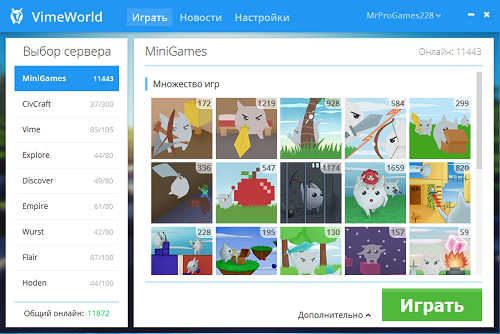 VimeWorld
Играть Новости Настройки
MrProGames228
Выбор сервера
MiniGames 11443
CivCraft 37/300
Vime 85/105
Explore 44/80
Discover 49/80
Empire 61/80
Wurst 42/80
Flair 67/100
Hoden 44/100
Общий онлайн: 11872
MiniGames
Онлайн: 11443
Множество игр
172 1219 928 584 299
336 547 1174 1659 820
228 195 130 157 59
Дополнительно
Играть